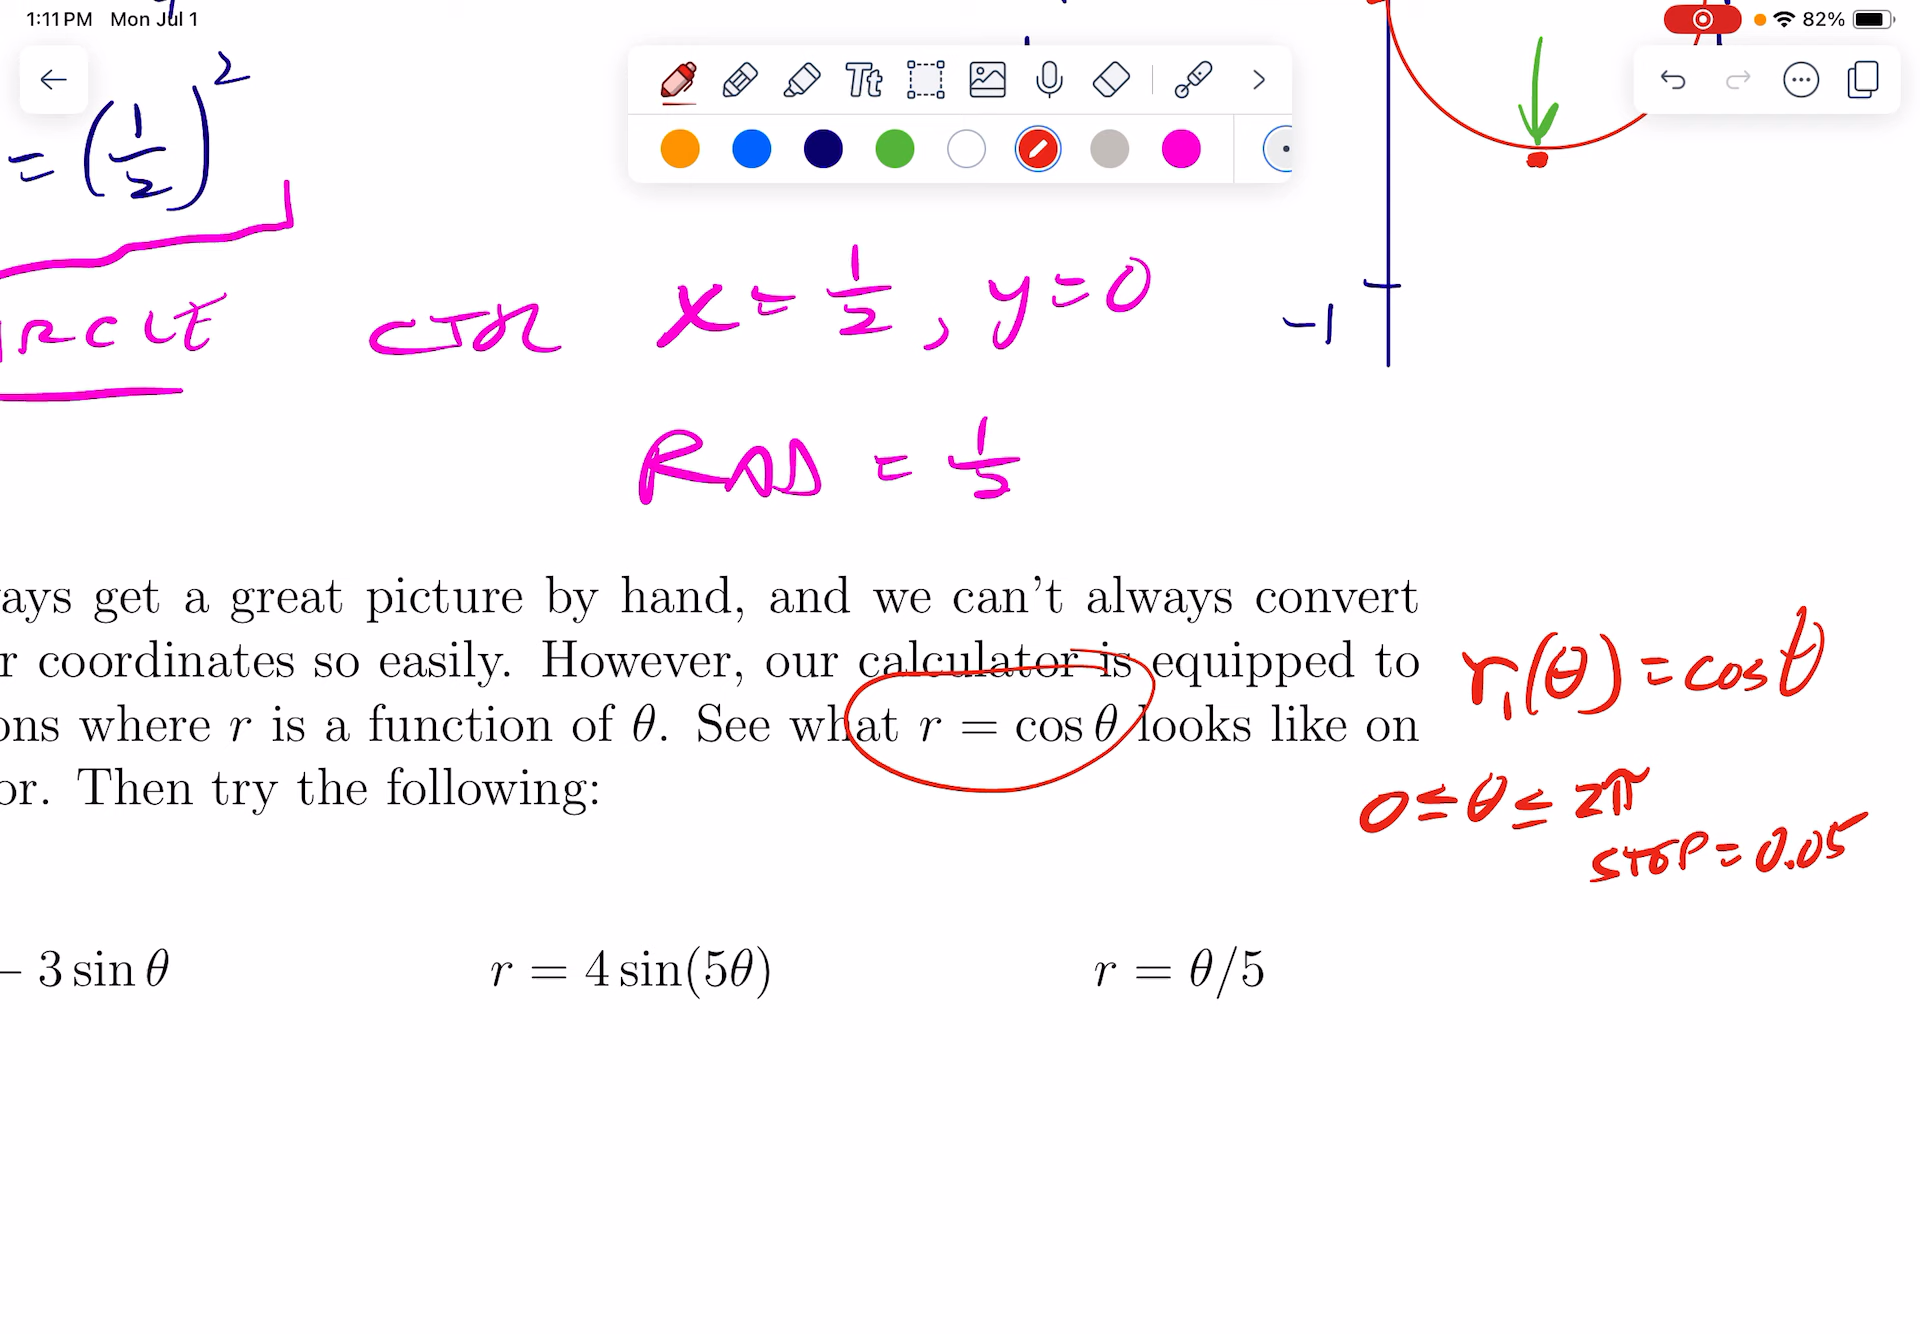 1:11 PM Mon Jul 1
82%
Tt
= (1/2)^2
IRCLE CTR x = 1/2, y = 0
-1
RAD = 1/2
ays get a great picture by hand, and we can't always convert
r coordinates so easily. However, our calculator is equipped to
ons where r is a function of θ. See what r = cos θ looks like on
or. Then try the following:
r₁(θ) = cos θ
0 ≤ θ ≤ 2π
STOP = 0.05
– 3 sin θ r = 4 sin(5θ) r = θ/5